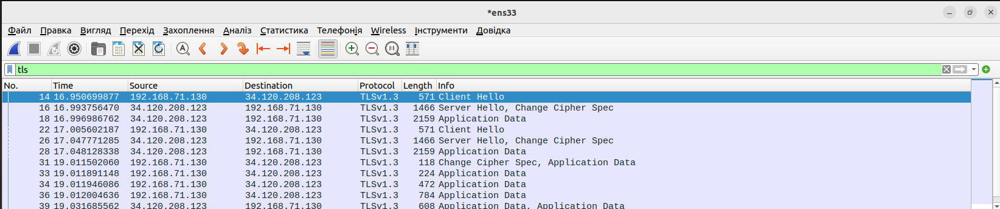 *ens33
Файл Правка Вигляд Перехід Захоплення Аналіз Статистика Телефонія Wireless Інструменти Довідка
tls
No. Time Source Destination Protocol Length Info
14 16.950699877 192.168.71.130 34.120.208.123 TLSv1.3 571 Client Hello
16 16.993756470 34.120.208.123 192.168.71.130 TLSv1.3 1466 Server Hello, Change Cipher Spec
18 16.996986762 34.120.208.123 192.168.71.130 TLSv1.3 2159 Application Data
22 17.005602187 192.168.71.130 34.120.208.123 TLSv1.3 571 Client Hello
26 17.047771285 34.120.208.123 192.168.71.130 TLSv1.3 1466 Server Hello, Change Cipher Spec
28 17.048128338 34.120.208.123 192.168.71.130 TLSv1.3 2159 Application Data
31 19.011502060 192.168.71.130 34.120.208.123 TLSv1.3 118 Change Cipher Spec, Application Data
33 19.011891148 192.168.71.130 34.120.208.123 TLSv1.3 224 Application Data
34 19.011946086 192.168.71.130 34.120.208.123 TLSv1.3 472 Application Data
36 19.012004636 192.168.71.130 34.120.208.123 TLSv1.3 784 Application Data
39 19.031685562 34.120.208.123 192.168.71.130 TLSv1.3 608 Application Data, Application Data